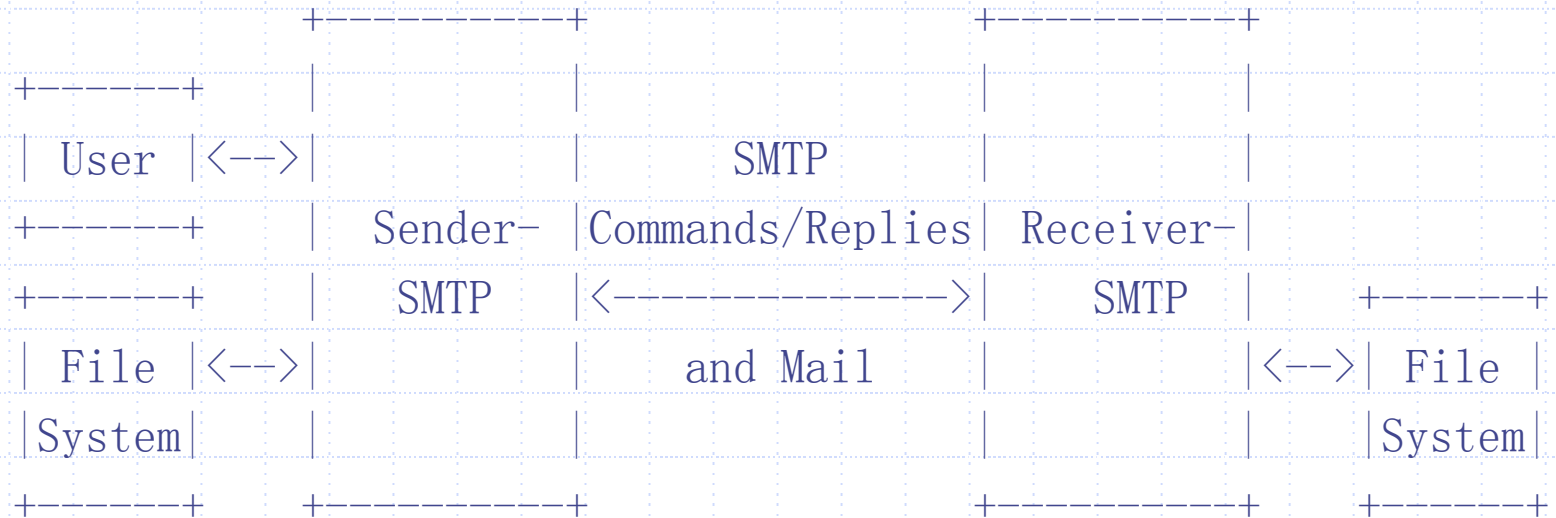 +----------+                +----------+
+------+    |          |                |          |
| User |<-->|          |      SMTP      |          |
+------+    |  Sender- |Commands/Replies| Receiver-|
+------+    |   SMTP   |<-------------->|    SMTP  |    +------+
| File |<-->|          |    and Mail    |          |<-->| File |
|System|    |          |                |          |    |System|
+------+    +----------+                +----------+    +------+